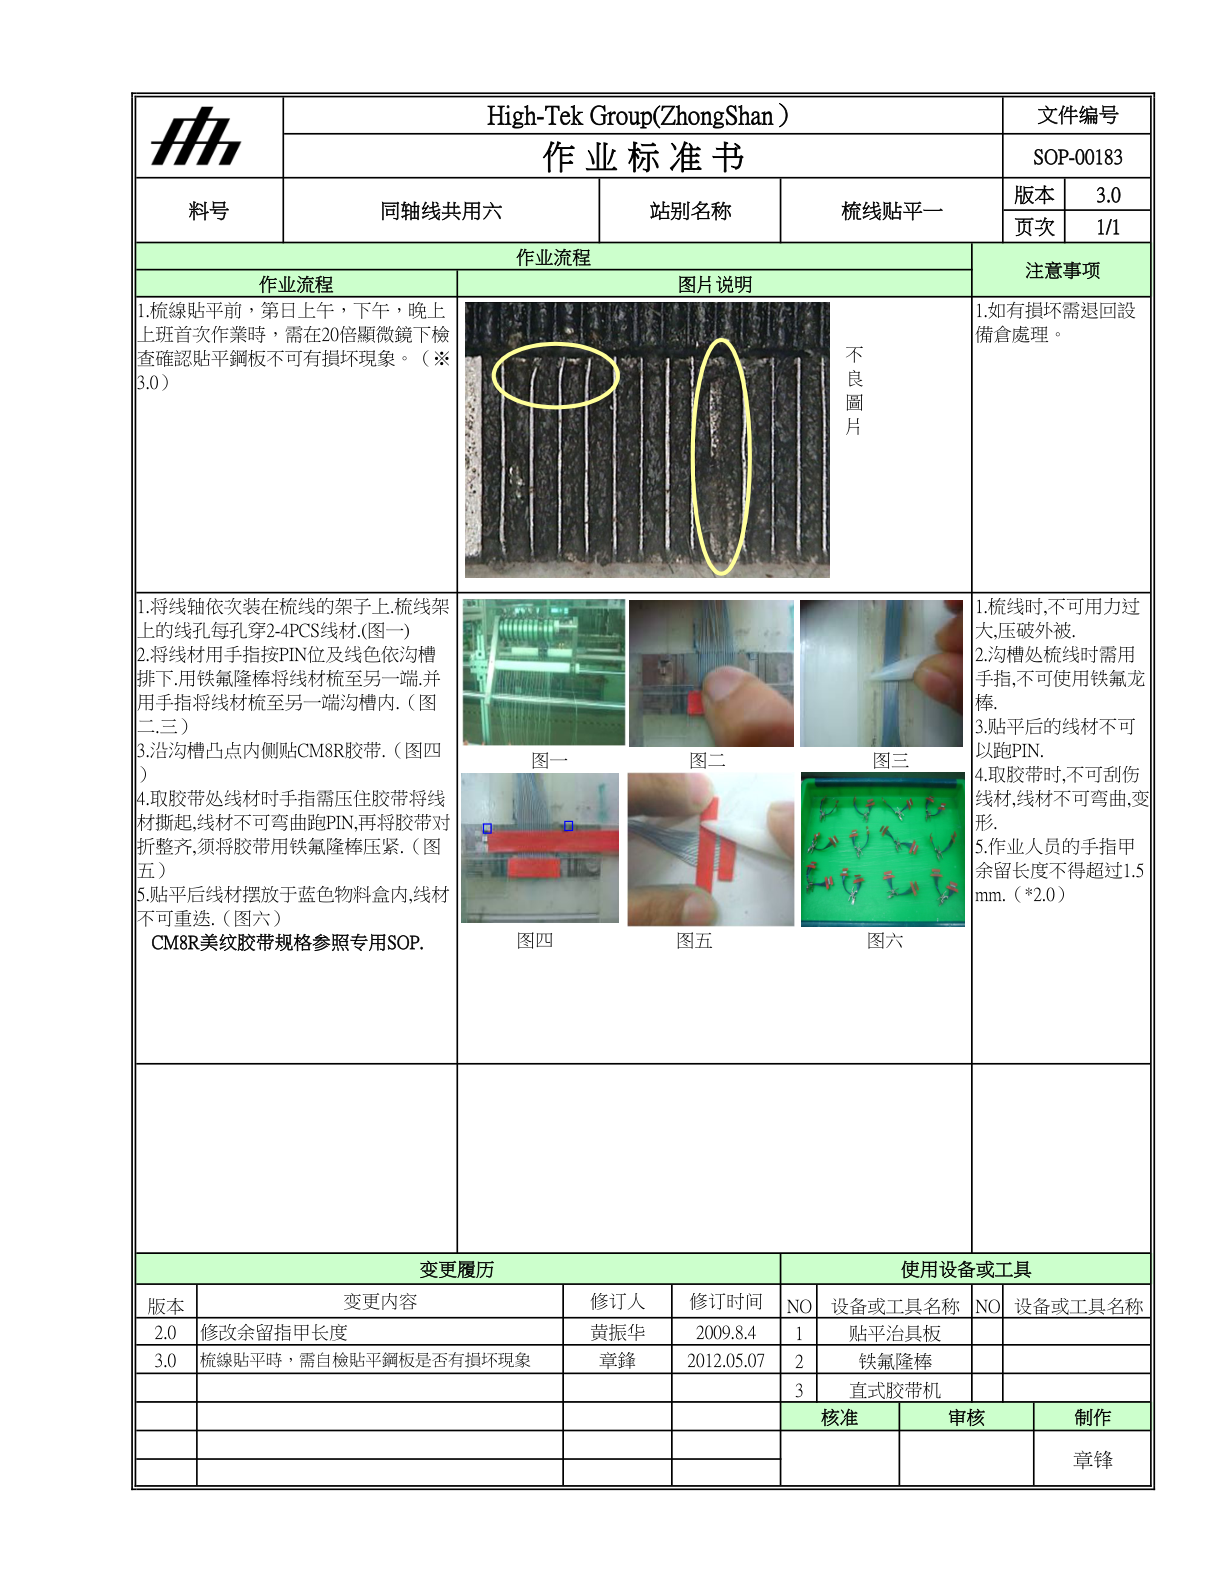 High-Tek Group(ZhongShan）
文件编号
作 业 标 准 书
SOP-00183
料号
同轴线共用六
站别名称
梳线贴平一
版本
3.0
页次
1/1
作业流程
注意事项
作业流程
图片说明
1.梳線貼平前，第日上午，下午，晚上
上班首次作業時，需在20倍顯微鏡下檢
查確認貼平鋼板不可有損坏現象。（※
3.0）
不
良
圖
片
1.如有損坏需退回設
備倉處理。
1.将线轴依次装在梳线的架子上.梳线架
上的线孔每孔穿2-4PCS线材.(图一)
2.将线材用手指按PIN位及线色依沟槽
排下.用铁氟隆棒将线材梳至另一端.并
用手指将线材梳至另一端沟槽内.（图
二.三）
3.沿沟槽凸点内侧贴CM8R胶带.（图四
）
4.取胶带处线材时手指需压住胶带将线
材撕起,线材不可弯曲跑PIN,再将胶带对
折整齐,须将胶带用铁氟隆棒压紧.（图
五）
5.贴平后线材摆放于蓝色物料盒内,线材
不可重迭.（图六）
CM8R美纹胶带规格参照专用SOP.
图一
图二
图三
图四
图五
图六
1.梳线时,不可用力过
大,压破外被.
2.沟槽处梳线时需用
手指,不可使用铁氟龙
棒.
3.贴平后的线材不可
以跑PIN.
4.取胶带时,不可刮伤
线材,线材不可弯曲,变
形.
5.作业人员的手指甲
余留长度不得超过1.5
mm.（*2.0）
变更履历
使用设备或工具
版本
变更内容
修订人
修订时间
NO
设备或工具名称
NO
设备或工具名称
2.0
修改余留指甲长度
黄振华
2009.8.4
1
贴平治具板
3.0
梳線貼平時，需自檢貼平鋼板是否有損坏現象
章鋒
2012.05.07
2
铁氟隆棒
3
直式胶带机
核准
审核
制作
章锋